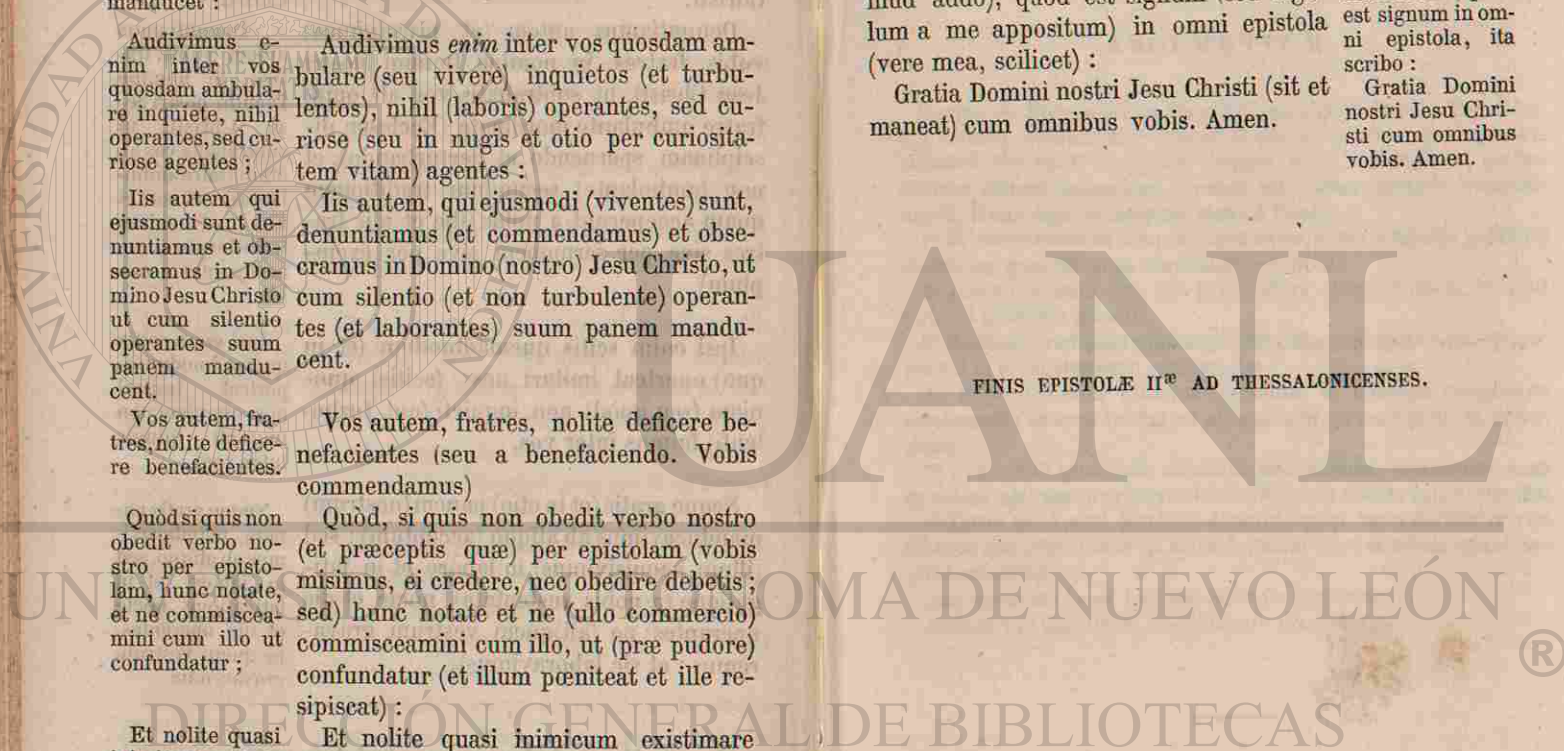 manducet :
Audivimus e-
nim inter vos
quosdam ambula-
re inquiete, nihil
operantes, sed cu-
riose agentes ;
Iis autem qui
ejusmodi sunt de-
nuntiamus et ob-
secramus in Do-
mino Jesu Christo
ut cum silentio
operantes suum
panem mandu-
cent.
Vos autem, fra-
tres, nolite defice-
re benefacientes.
Quòd si quis non
obedit verbo no-
stro per episto-
lam, hunc notate,
et ne commiscea-
mini cum illo ut
confundatur ;
Et nolite quasi
Audivimus enim inter vos quosdam am-
bulare (seu vivere) inquietos (et turbu-
lentos), nihil (laboris) operantes, sed cu-
riose (seu in nugis et otio per curiosita-
tem vitam) agentes :
Iis autem, qui ejusmodi (viventes) sunt,
denuntiamus (et commendamus) et obse-
cramus in Domino (nostro) Jesu Christo, ut
cum silentio (et non turbulente) operan-
tes (et laborantes) suum panem mandu-
cent.
Vos autem, fratres, nolite deficere be-
nefacientes (seu a benefaciendo. Vobis
commendamus)
Quòd, si quis non obedit verbo nostro
(et præceptis quæ) per epistolam (vobis
misimus, ei credere, nec obedire debetis ;
sed) hunc notate et ne (ullo commercio)
commisceamini cum illo, ut (præ pudore)
confundatur (et illum pœniteat et ille re-
sipiscat) :
Et nolite quasi inimicum existimare
lum a me appositum) in omni epistola
(vere mea, scilicet) :
Gratia Domini nostri Jesu Christi (sit et
maneat) cum omnibus vobis. Amen.
est signum in om-
ni epistola, ita
scribo :
Gratia Domini
nostri Jesu Chri-
sti cum omnibus
vobis. Amen.
FINIS EPISTOLÆ IIæ AD THESSALONICENSES.
UANL
UNIVERSIDAD AUTÓNOMA DE NUEVO LEÓN
®
DIRECCIÓN GENERAL DE BIBLIOTECAS